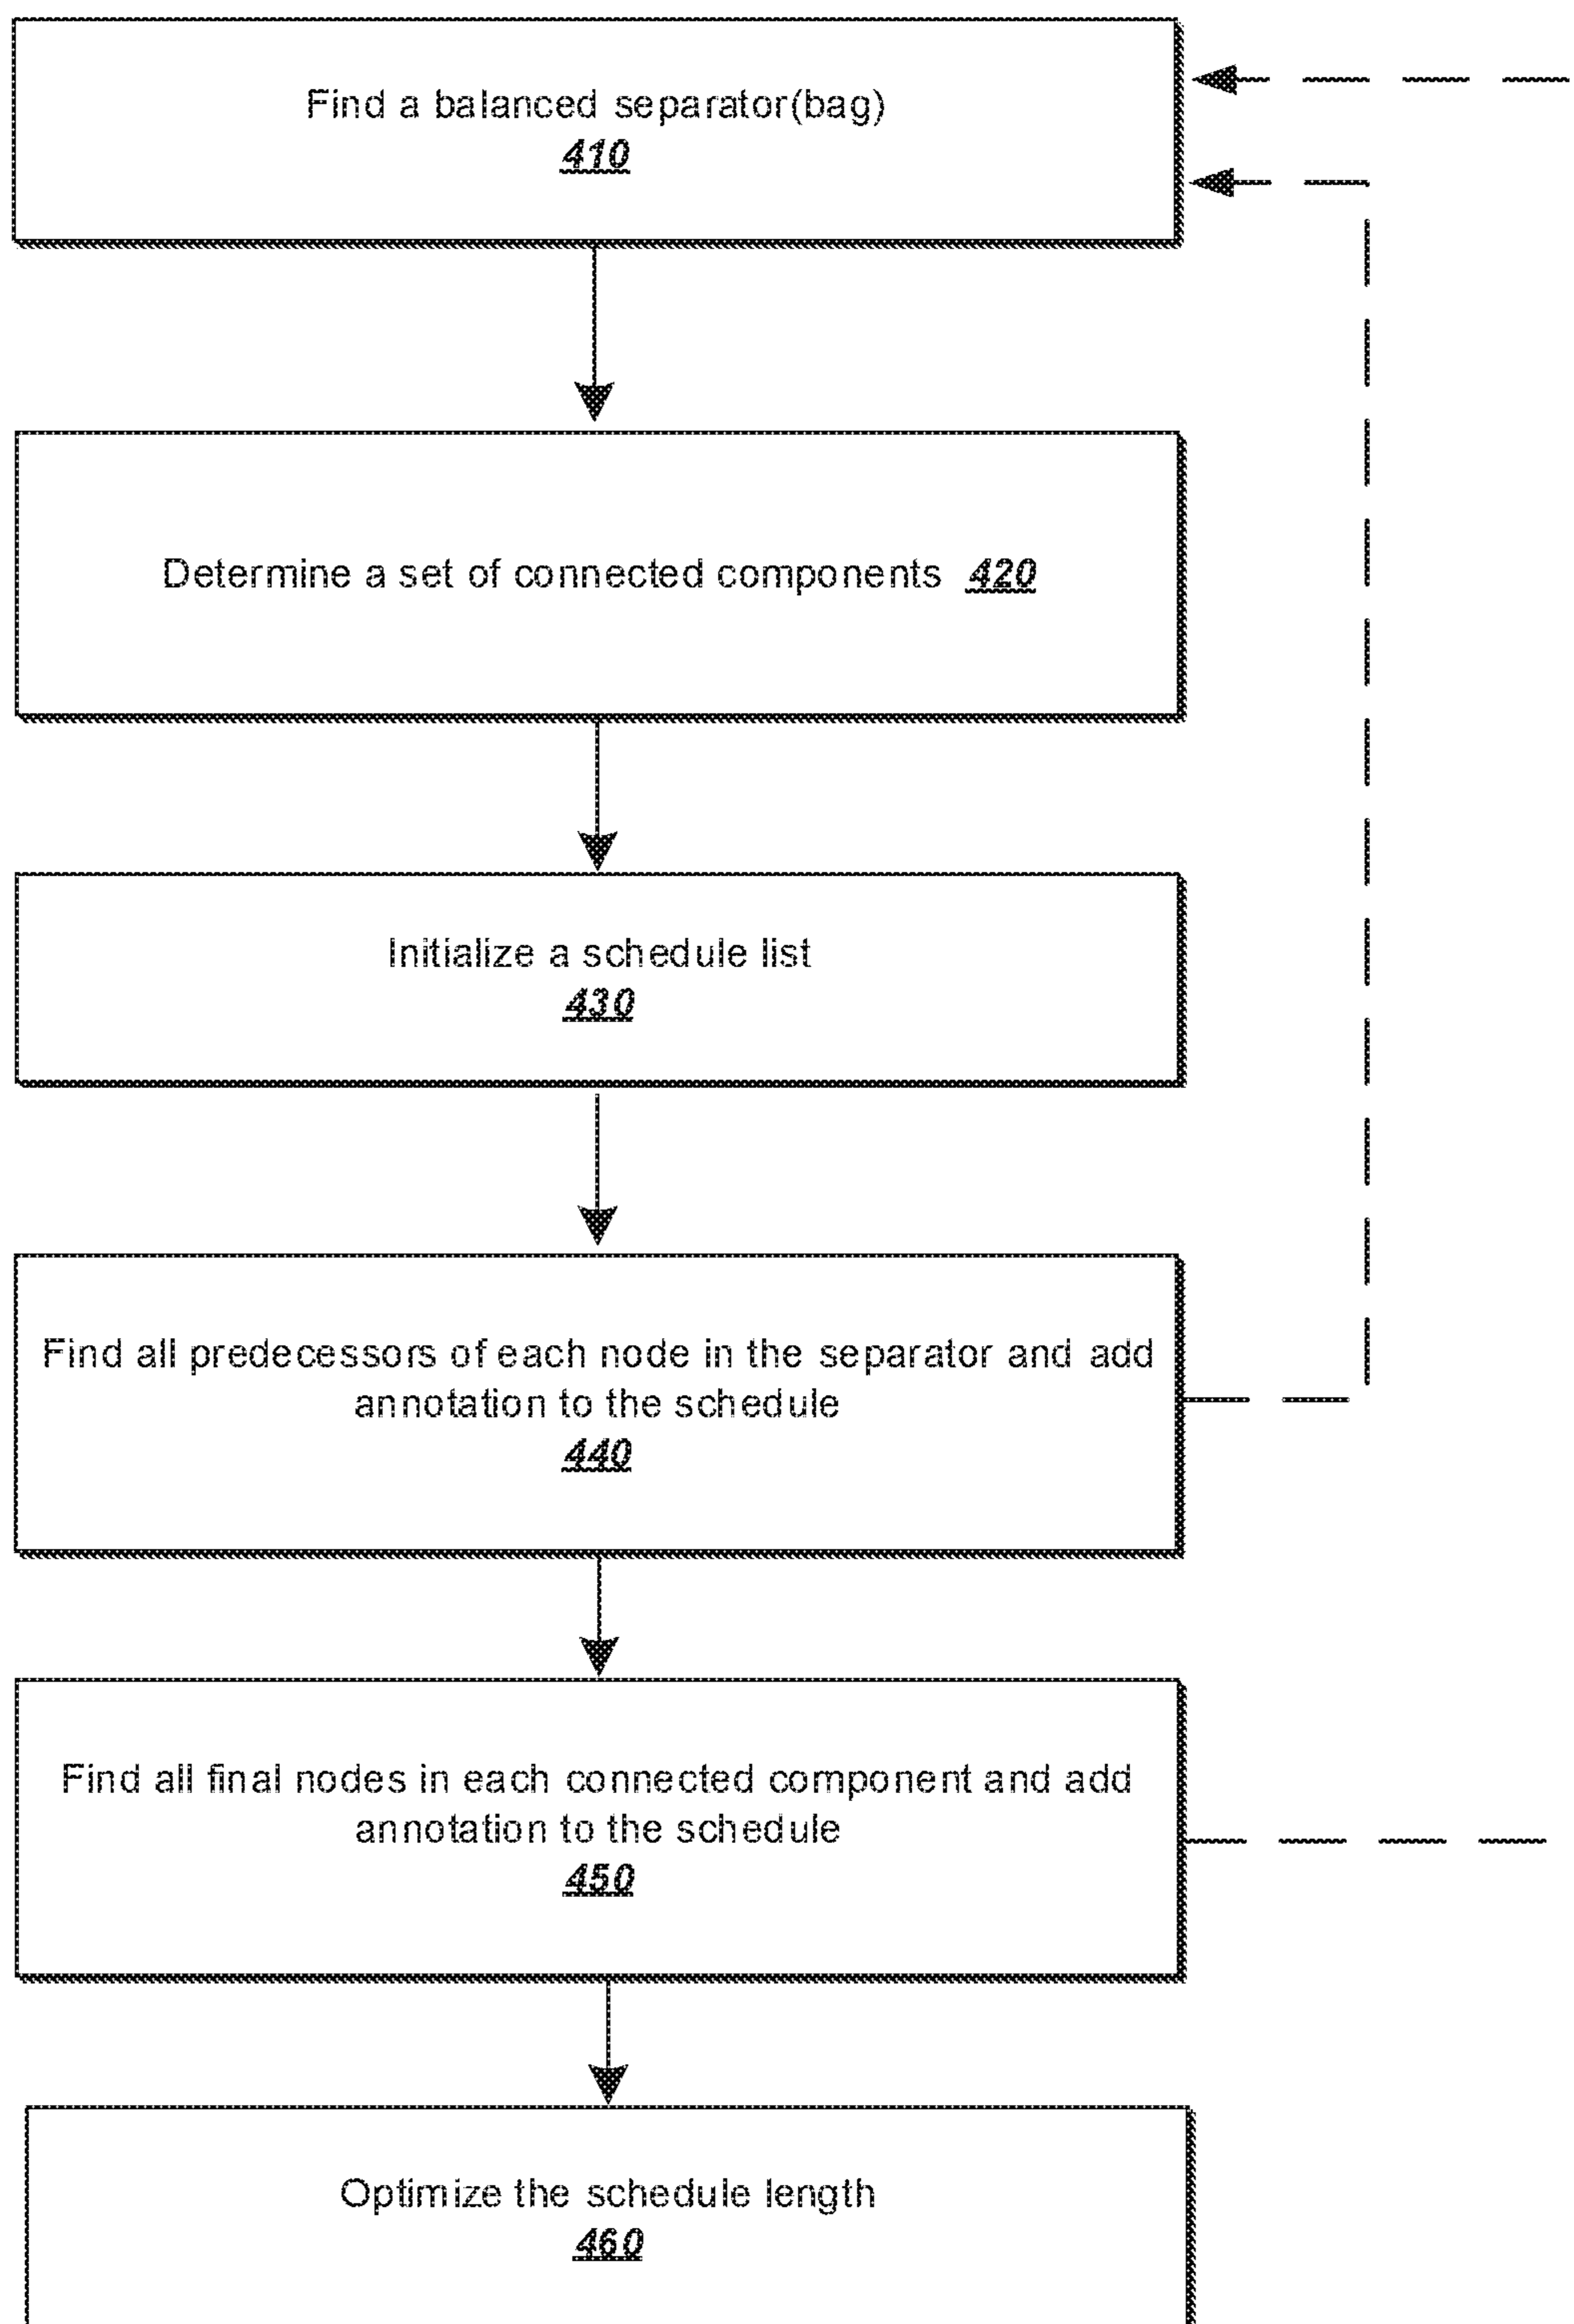 Find a balanced separator(bag)
410
Determine a set of connected components 420
Initialize a schedule list
430
Find all predecessors of each node in the separator and add
annotation to the schedule
440
Find all final nodes in each connected component and add
annotation to the schedule
450
Optimize the schedule length
460